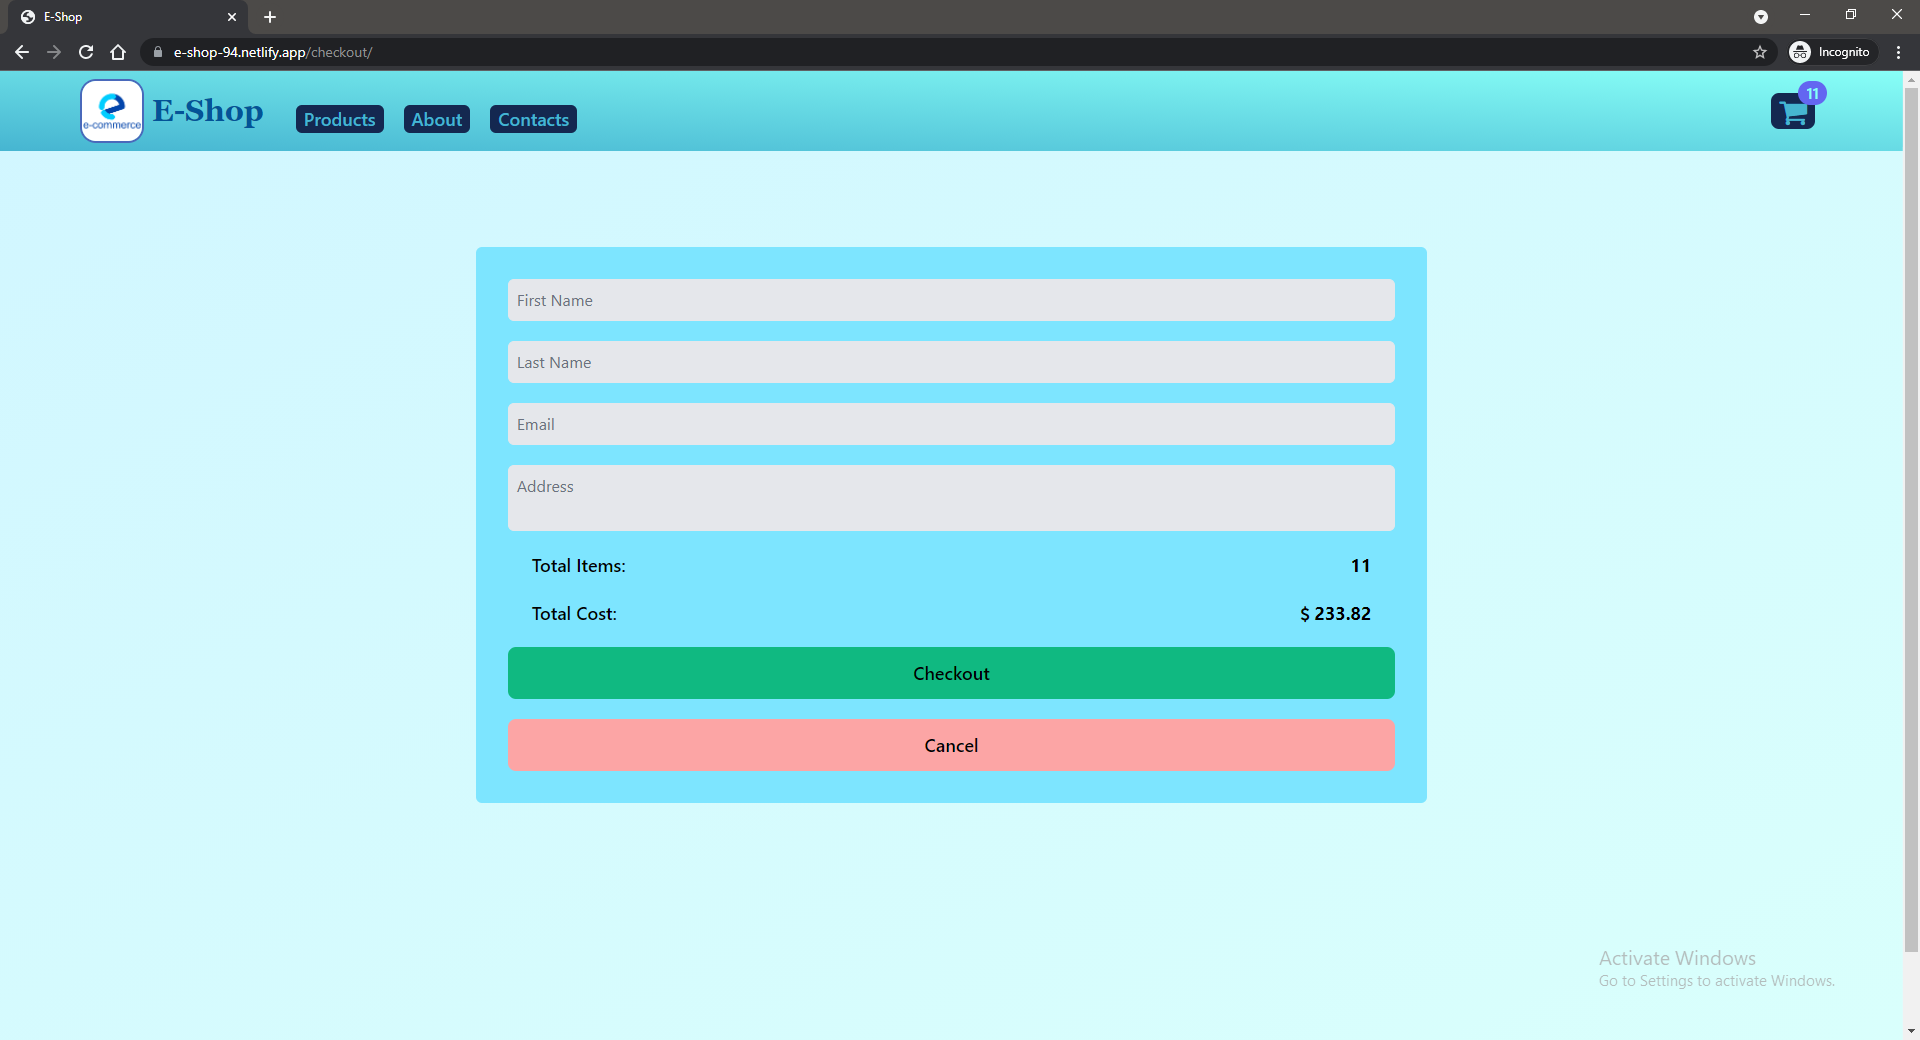 E-Shop
e-shop-94.netlify.app/checkout/
Incognito
e-commerce
E-Shop
Products
About
Contacts
11
First Name
Last Name
Email
Address
Total Items: 11
Total Cost: $ 233.82
Checkout
Cancel
Activate Windows
Go to Settings to activate Windows.